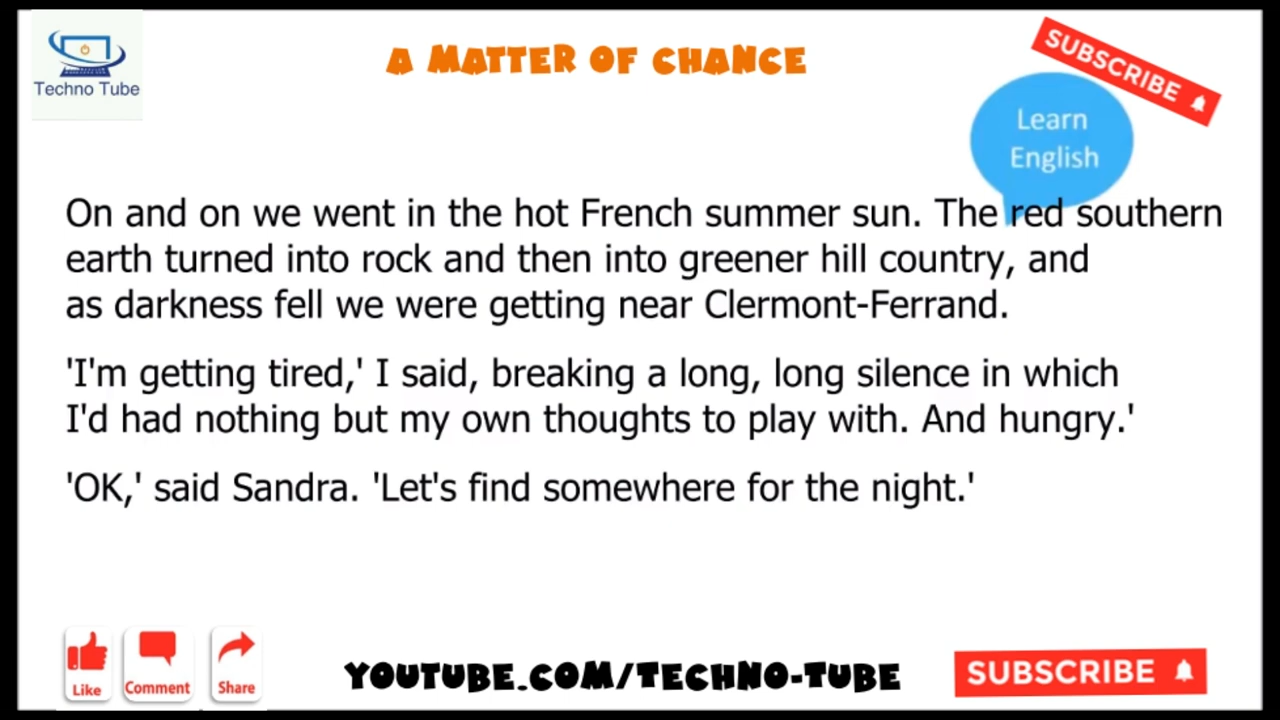 Techno Tube
A MATTER OF CHANCE
SUBSCRIBE
Learn
English
On and on we went in the hot French summer sun. The red southern
earth turned into rock and then into greener hill country, and
as darkness fell we were getting near Clermont-Ferrand.
'I'm getting tired,' I said, breaking a long, long silence in which
I'd had nothing but my own thoughts to play with. And hungry.'
'OK,' said Sandra. 'Let's find somewhere for the night.'
Like
Comment
Share
YOUTUBE.COM/TECHNO-TUBE
SUBSCRIBE